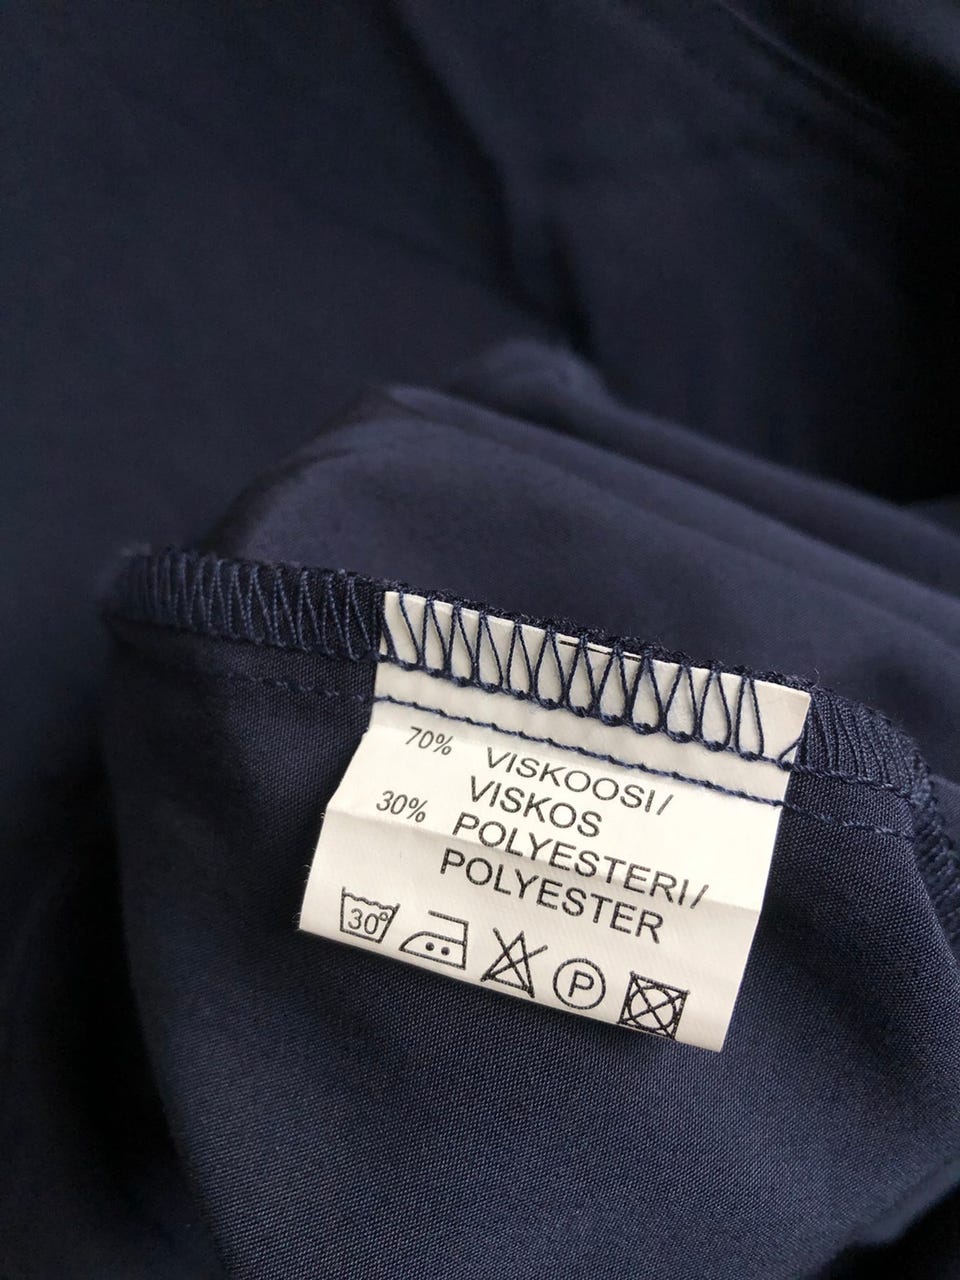 70% VISKOOSI/
VISKOS
30% POLYESTERI/
POLYESTER
30° P